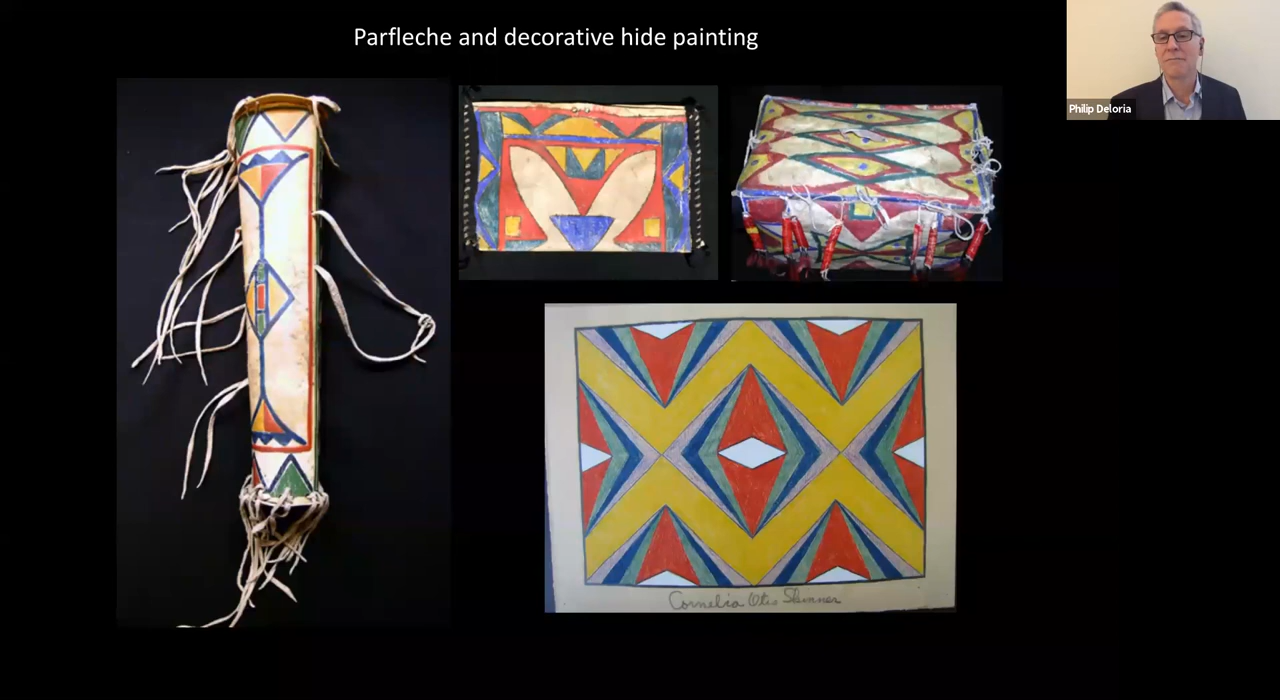 Parfleche and decorative hide painting
Philip Deloria
Cornelia Otis Skinner